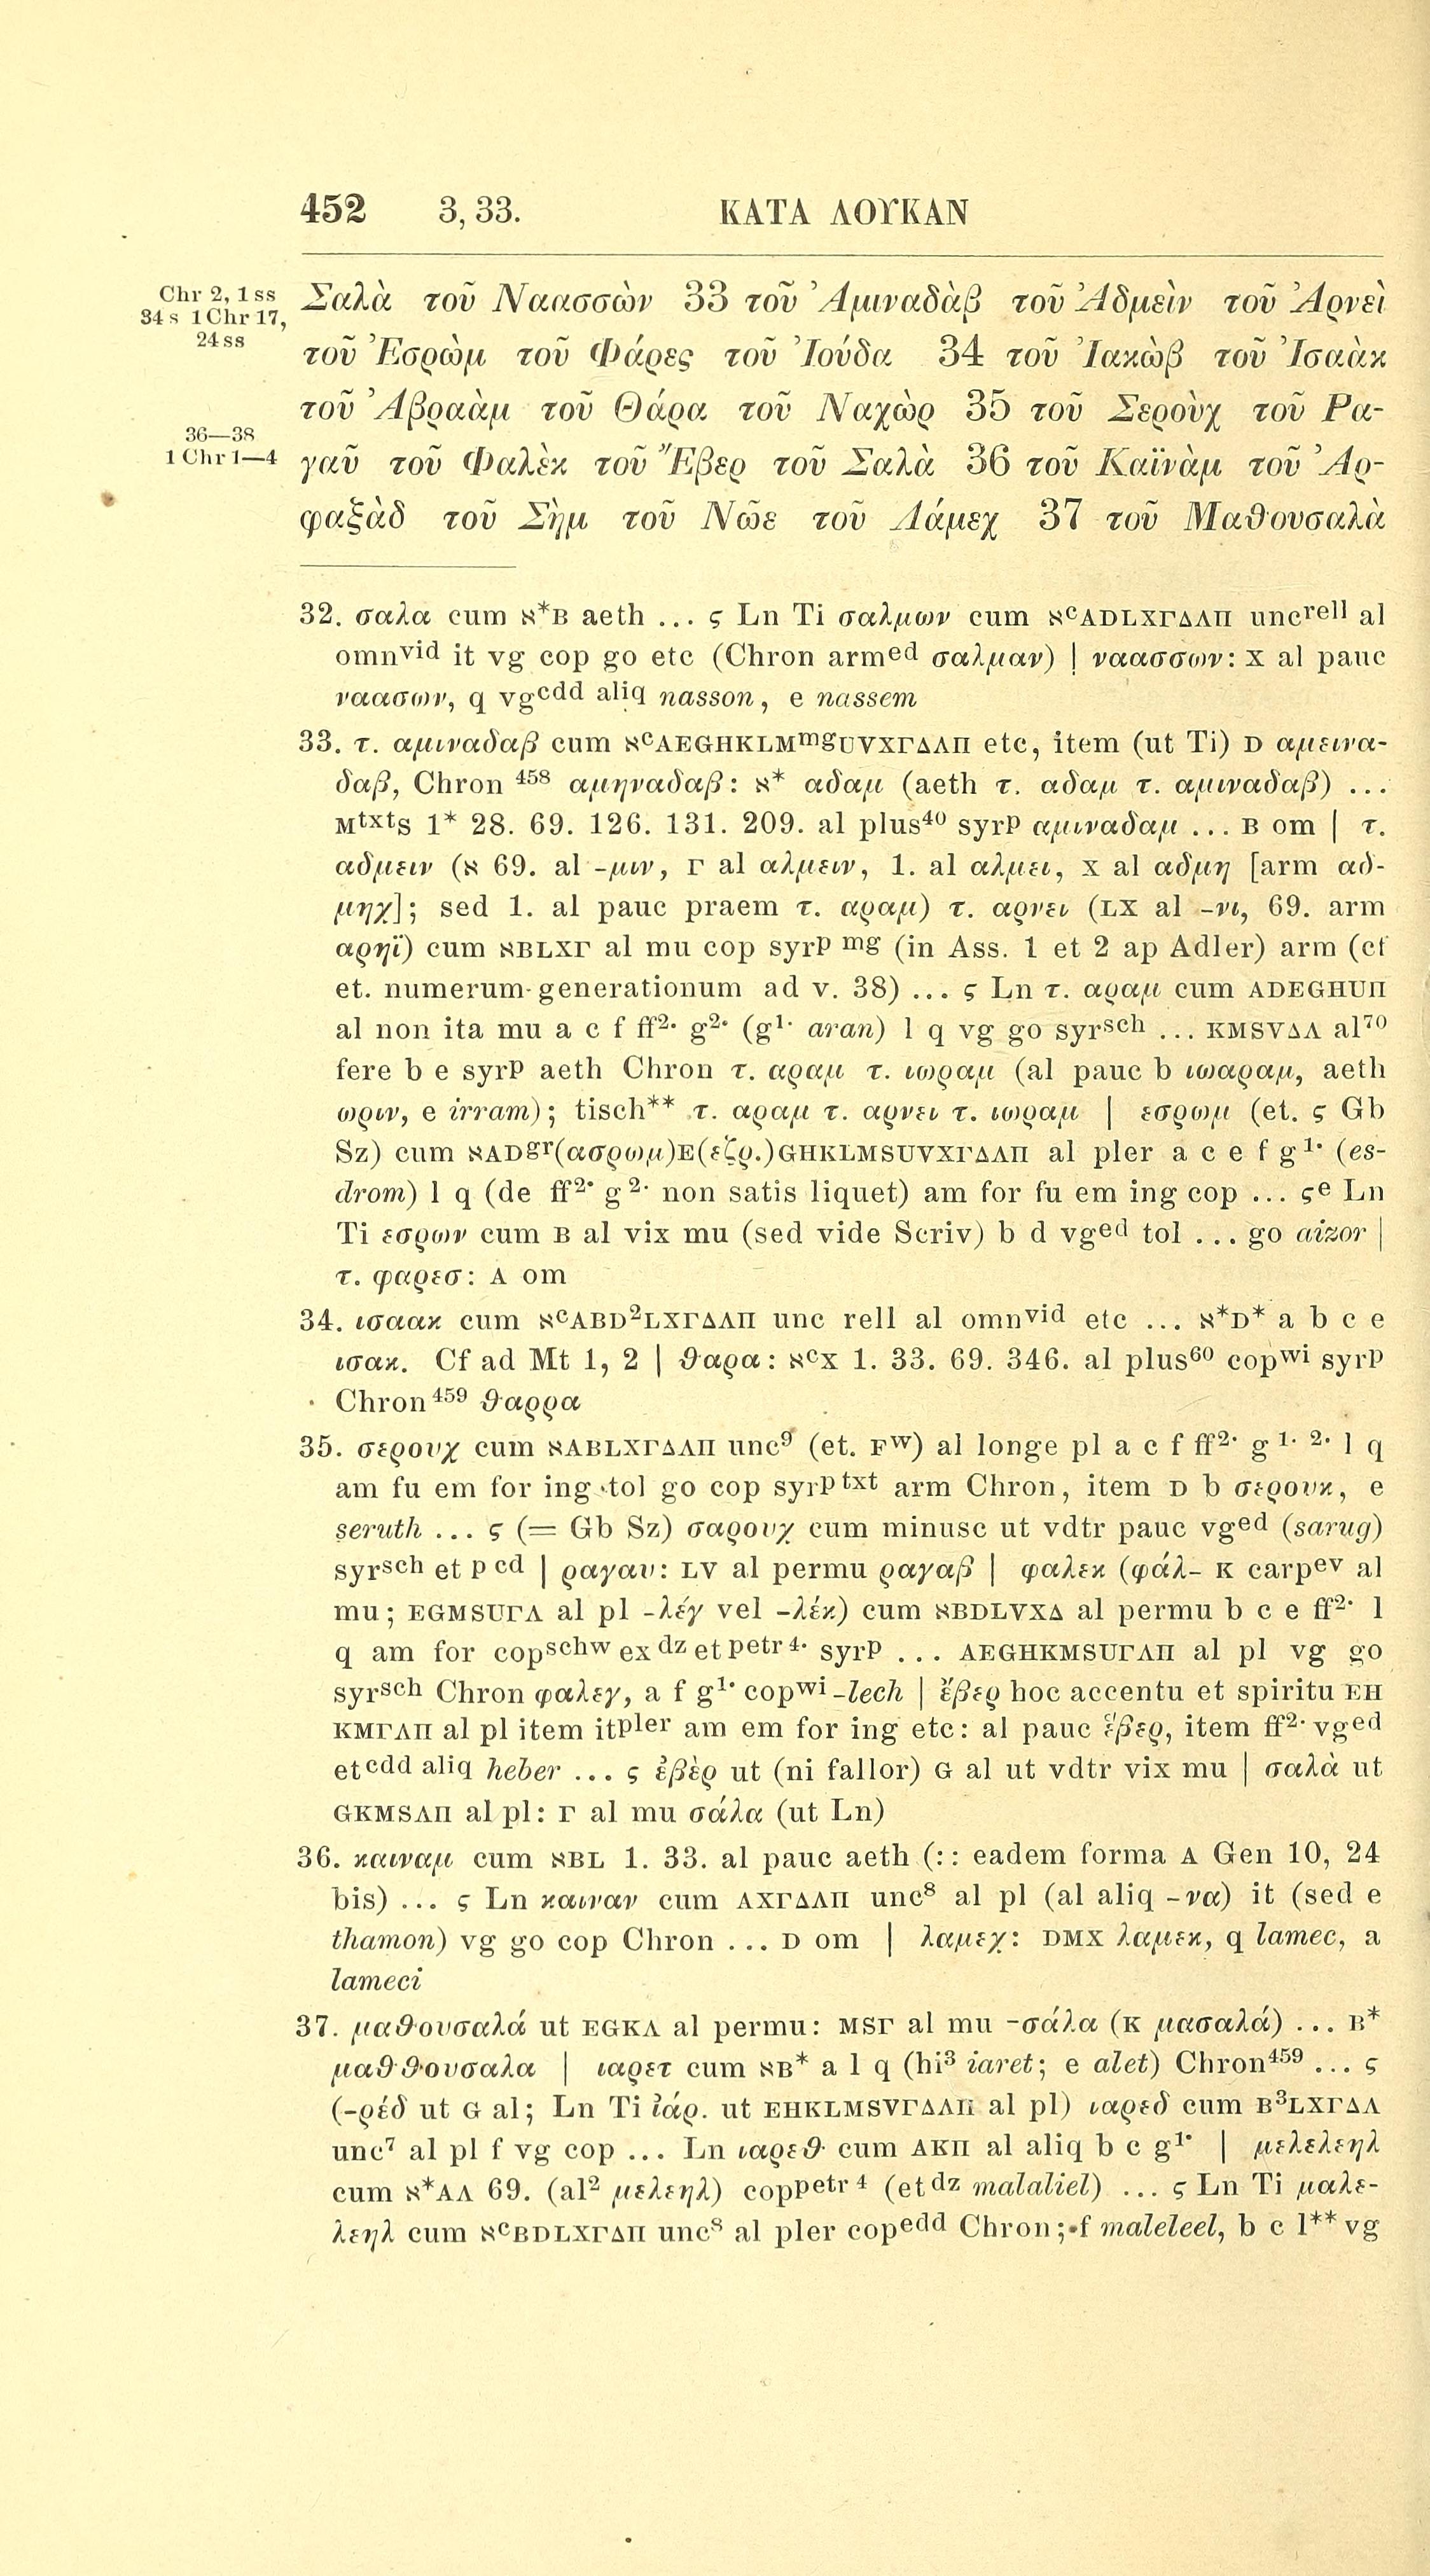 452 3, 33. ΚΑΤΑ ΛΟΥΚΑΝ
Chr 2, 1 ss
34 s 1 Chr 17,
24 ss
Σαλὰ τοῦ Ναασσὼν 33 τοῦ Ἀμιναδὰβ τοῦ Ἀδμεὶν τοῦ Ἀρνεὶ
τοῦ Ἐσρὼμ τοῦ Φάρες τοῦ Ἰούδα 34 τοῦ Ἰακὼβ τοῦ Ἰσαὰκ
τοῦ Ἀβραὰμ τοῦ Θάρα τοῦ Ναχὼρ 35 τοῦ Σεροὺχ τοῦ Ρα-
36—38
1 Chr 1—4
γαῦ τοῦ Φαλὲκ τοῦ Ἔβερ τοῦ Σαλὰ 36 τοῦ Καϊνὰμ τοῦ Ἀρ-
φαξὰδ τοῦ Σὴμ τοῦ Νῶε τοῦ Λάμεχ 37 τοῦ Μαθουσαλὰ
32. σαλα cum ℵ*B aeth ... ς Ln Ti σαλμων cum ℵᶜADLXΓΔΛΠ uncʳᵉˡˡ al
omnᵛⁱᵈ it vg cop go etc (Chron armᵉᵈ σαλμαν) | ναασσων: X al pauc
ναασων, q vgᶜᵈᵈ ᵃˡⁱq nasson, e nassem
33. τ. αμιναδαβ cum ℵᶜAEGHKLMᵐᵍUVXΓΔΛΠ etc, item (ut Ti) D αμεινα-
δαβ, Chron ⁴⁵⁸ αμηναδαβ: ℵ* αδαμ (aeth τ. αδαμ τ. αμιναδαβ) ...
MᵗˣᵗS 1* 28. 69. 126. 131. 209. al plus⁴⁰ syrᵖ αμιναδαμ ... B om | τ.
αδμειν (ℵ 69. al -μιν, Γ al αλμειν, 1. al αλμει, X al αδμη [arm αδ-
μηχ]; sed 1. al pauc praem τ. αραμ) τ. αρνει (LX al -νι, 69. arm
αρηϊ) cum ℵBLXΓ al mu cop syrᵖ ᵐᵍ (in Ass. 1 et 2 ap Adler) arm (cf
et. numerum generationum ad v. 38) ... ς Ln τ. αραμ cum ADEGHUΠ
al non ita mu a c f ff²· g²· (g¹· aran) l q vg go syrˢᶜʰ ... KMSVΔΛ al⁷⁰
fere b e syrᵖ aeth Chron τ. αραμ τ. ιωραμ (al pauc b ιωαραμ, aeth
ωριν, e irram); tisch** τ. αραμ τ. αρνει τ. ιωραμ | εσρωμ (et. ς Gb
Sz) cum ℵADᵍʳ(ασρωμ)E(εζρ.)GHKLMSUVXΓΔΛΠ al pler a c e f g¹· (es-
drom) l q (de ff²· g²· non satis liquet) am for fu em ing cop ... ςᵉ Ln
Ti εσρων cum B al vix mu (sed vide Scriv) b d vgᵉᵈ tol ... go aizor |
τ. φαρεσ: A om
34. ισαακ cum ℵᶜABD²LXΓΔΛΠ unc rell al omnᵛⁱᵈ etc ... ℵ*D* a b c e
ισακ. Cf ad Mt 1, 2 | θαρα: ℵᶜX 1. 33. 69. 346. al plus⁶⁰ copʷⁱ syrᵖ
Chron⁴⁵⁹ θαρρα
35. σερουχ cum ℵABLXΓΔΛΠ unc⁹ (et. Fʷ) al longe pl a c f ff²· g ¹· ²· l q
am fu em for ing tol go cop syrᵖ ᵗˣᵗ arm Chron, item D b σερουκ, e
seruth ... ς (= Gb Sz) σαρουχ cum minusc ut vdtr pauc vgᵉᵈ (sarug)
syrˢᶜʰ et ᵖ ᶜᵈ | ραγαυ: LV al permu ραγαβ | φαλεκ (φάλ- K carpᵉᵛ al
mu; EGMSUΓΛ al pl -λέγ vel -λέκ) cum ℵBDLVXΔ al permu b c e ff²· l
q am for copˢᶜʰʷ ex ᵈᶻ et ᵖᵉᵗʳ ⁴· syrᵖ ... AEGHKMSUΓΛΠ al pl vg go
syrˢᶜʰ Chron φαλεγ, a f g¹· copʷⁱ -lech | ἔβερ hoc accentu et spiritu EH
KMΓΛΠ al pl item itᵖˡᵉʳ am em for ing etc: al pauc ἕβερ, item ff²· vgᵉᵈ
etᶜᵈᵈ ᵃˡⁱq heber ... ς ἐβὲρ ut (ni fallor) G al ut vdtr vix mu | σαλὰ ut
GKMSΛΠ al pl: Γ al mu σάλα (ut Ln)
36. καιναμ cum ℵBL 1. 33. al pauc aeth (:: eadem forma A Gen 10, 24
bis) ... ς Ln καιναν cum AXΓΔΛΠ unc⁸ al pl (al aliq -να) it (sed e
thamon) vg go cop Chron ... D om | λαμεχ: DMX λαμεκ, q lamec, a
lameci
37. μαθουσαλά ut EGKΛ al permu: MSΓ al mu -σάλα (K μασαλά) ... B*
μαθθουσαλα | ιαρετ cum ℵB* a l q (hi³ iaret; e alet) Chron⁴⁵⁹ ... ς
(-ρέδ ut G al; Ln Ti ἰάρ. ut EHKLMSVΓΔΛΠ al pl) ιαρεδ cum B³LXΓΔΛ
unc⁷ al pl f vg cop ... Ln ιαρεθ cum AKΠ al aliq b c g¹· | μελελεηλ
cum ℵ*AΛ 69. (al² μελεηλ) copᵖᵉᵗʳ ⁴ (et ᵈᶻ malaliel) ... ς Ln Ti μαλε-
λεηλ cum ℵᶜBDLXΓΔΠ unc⁸ al pler copᵉᵈᵈ Chron; f maleleel, b c l** vg